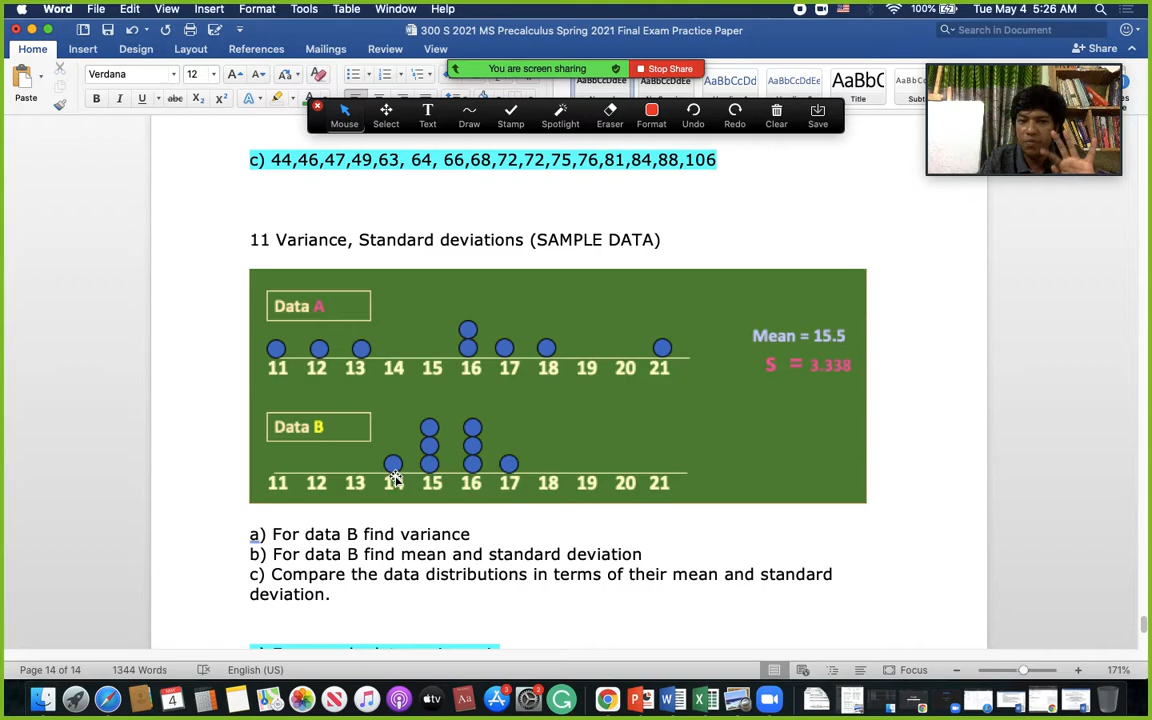 Word File Edit View Insert Format Tools Table Window Help 100% Tue May 4 5:26 AM
300 S 2021 MS Precalculus Spring 2021 Final Exam Practice Paper
Search in Document
Home Insert Design Layout References Mailings Review View
Share
You are screen sharing Stop Share
Paste
Verdana 12
AaBbCcDdEe AaBbCcDc AaBbCcDd AaBbCcDdEe AaBbC
Title
Mouse Select Text Draw Stamp Spotlight Eraser Format Undo Redo Clear Save
c) 44,46,47,49,63, 64, 66,68,72,72,75,76,81,84,88,106
11 Variance, Standard deviations (SAMPLE DATA)
Data A
Mean = 15.5
S = 3.338
11 12 13 14 15 16 17 18 19 20 21
Data B
11 12 13 14 15 16 17 18 19 20 21
a) For data B find variance
b) For data B find mean and standard deviation
c) Compare the data distributions in terms of their mean and standard
deviation.
Page 14 of 14 1344 Words English (US) Focus 171%